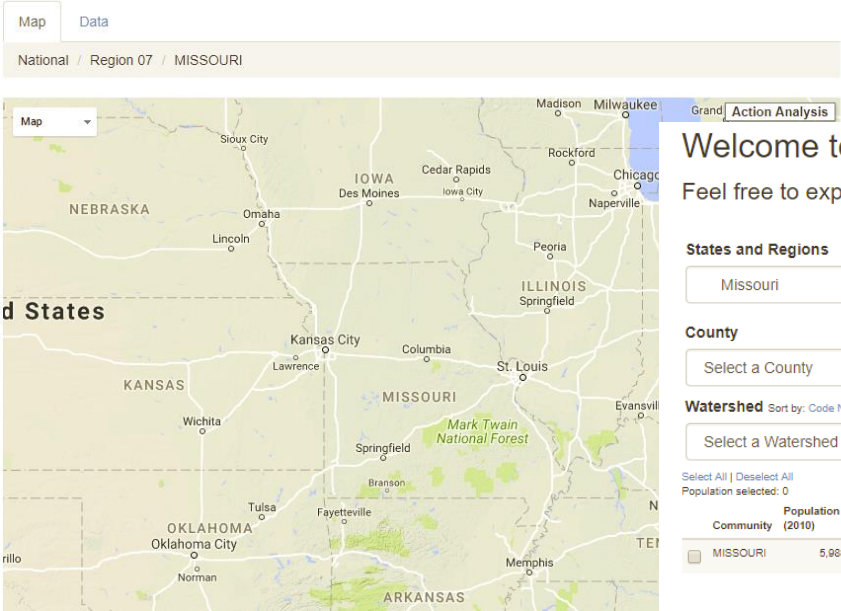 Map Data
National / Region 07 / MISSOURI
Map
Madison Milwaukee
Grand
Action Analysis
Sioux City
Rockford
Chicago
Cedar Rapids
IOWA
Des Moines
Iowa City
Naperville
NEBRASKA
Omaha
Lincoln
Peoria
ILLINOIS
Springfield
d States
Kansas City
Columbia
Lawrence
St. Louis
KANSAS
MISSOURI
Evansvil
Wichita
Mark Twain
National Forest
Springfield
Branson
Tulsa
Fayetteville
N
OKLAHOMA
Oklahoma City
TEN
rillo
Memphis
Norman
ARKANSAS
Welcome to
Feel free to exp
States and Regions
Missouri
County
Select a County
Watershed Sort by: Code N
Select a Watershed
Select All | Deselect All
Population selected: 0
Population
Community (2010)
MISSOURI 5,98